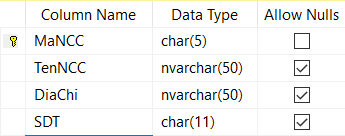 Column Name Data Type Allow Nulls
MaNCC char(5)
TenNCC nvarchar(50)
DiaChi nvarchar(50)
SDT char(11)